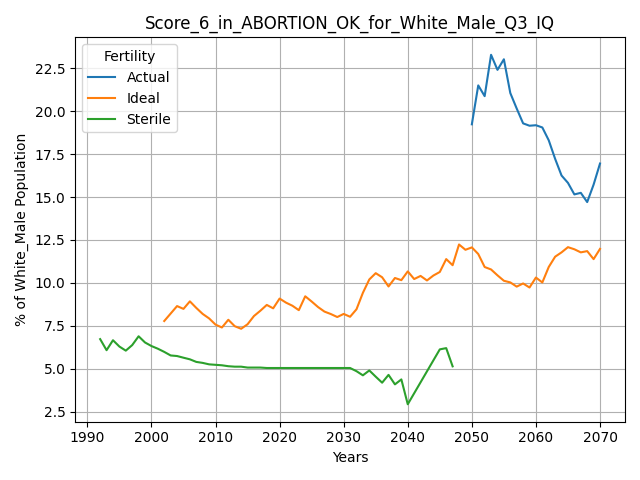 Score_6_in_ABORTION_OK_for_White_Male_Q3_IQ
Fertility
Actual
Ideal
Sterile
% of White_Male Population
22.5
20.0
17.5
15.0
12.5
10.0
7.5
5.0
2.5
1990 2000 2010 2020 2030 2040 2050 2060 2070
Years